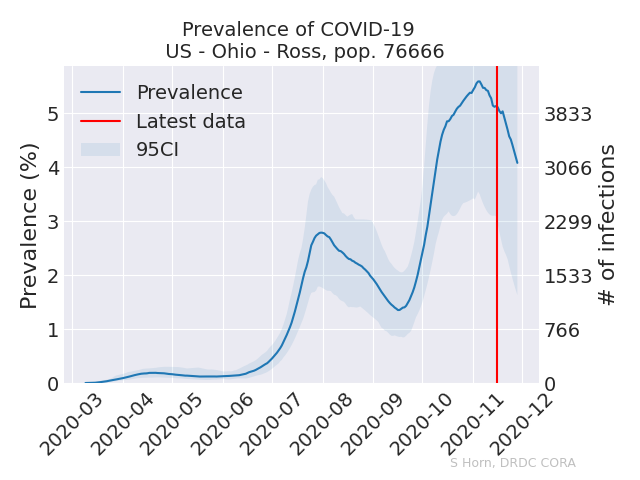 Prevalence of COVID-19
US - Ohio - Ross, pop. 76666
Prevalence
Latest data
95CI
Prevalence (%)
5
4
3
2
1
0
3833
3066
2299
1533
766
0
# of infections
2020-03
2020-04
2020-05
2020-06
2020-07
2020-08
2020-09
2020-10
2020-11
2020-12
S Horn, DRDC CORA